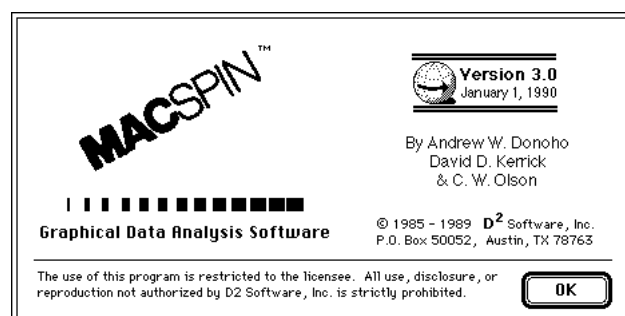 MACSPIN™
Graphical Data Analysis Software
Version 3.0
January 1, 1990
By Andrew W. Donoho
David D. Kerrick
& C. W. Olson
© 1985 - 1989 D² Software, Inc.
P.O. Box 50052, Austin, TX 78763
The use of this program is restricted to the licensee. All use, disclosure, or
reproduction not authorized by D2 Software, Inc. is strictly prohibited.
OK